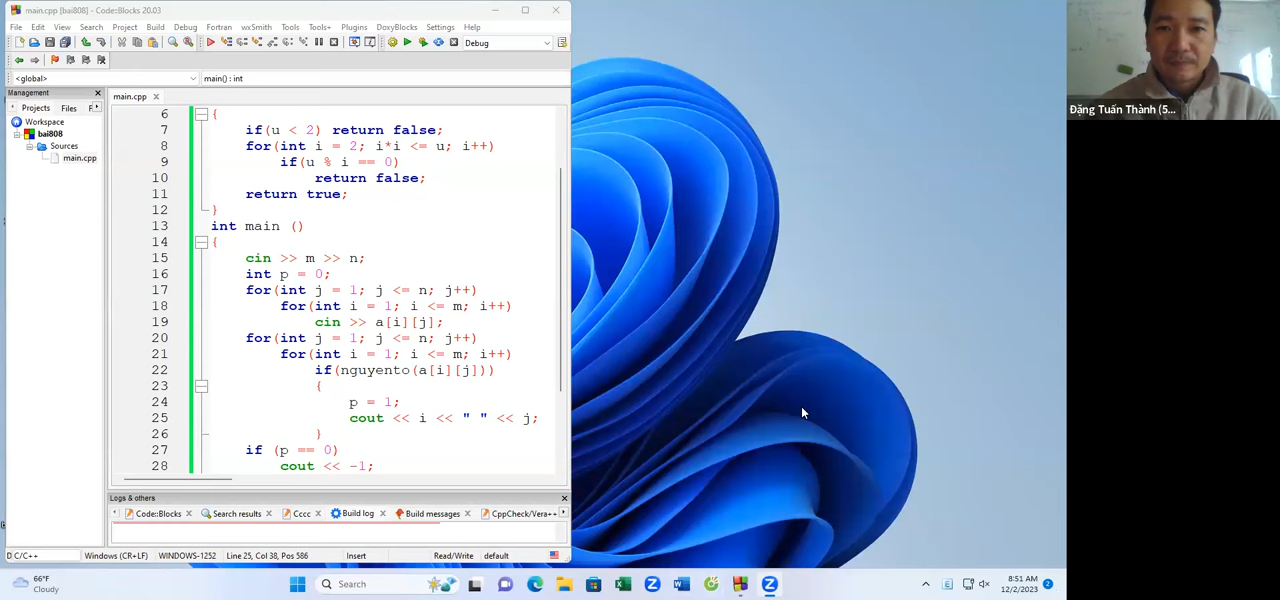 main.cpp [bai808] - Code::Blocks 20.03
File Edit View Search Project Build Debug Fortran wxSmith Tools Tools+ Plugins DoxyBlocks Settings Help
Debug
<global> main() : int
Management
main.cpp
Projects Files
Workspace
bai808
Sources
main.cpp
6 {
7 if(u < 2) return false;
8 for(int i = 2; i*i <= u; i++)
9 if(u % i == 0)
10 return false;
11 return true;
12 }
13 int main ()
14 {
15 cin >> m >> n;
16 int p = 0;
17 for(int j = 1; j <= n; j++)
18 for(int i = 1; i <= m; i++)
19 cin >> a[i][j];
20 for(int j = 1; j <= n; j++)
21 for(int i = 1; i <= m; i++)
22 if(nguyento(a[i][j]))
23 {
24 p = 1;
25 cout << i << " " << j;
26 }
27 if (p == 0)
28 cout << -1;
Logs & others
Code::Blocks Search results Cccc Build log Build messages CppCheck/Vera++
C/C++ Windows (CR+LF) WINDOWS-1252 Line 25, Col 38, Pos 586 Insert Read/Write default
Đặng Tuấn Thành (5...
66°F
Cloudy
Search
8:51 AM
12/2/2023
2